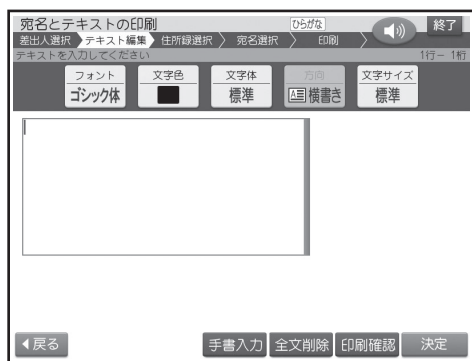 宛名とテキストの印刷 ひらがな 終了
差出人選択 テキスト編集 住所録選択 宛名選択 印刷
テキストを入力してください 1行− 1桁
フォント 文字色 文字体 方向 文字サイズ
ゴシック体 標準 A 横書き 標準
戻る 手書入力 全文削除 印刷確認 決定